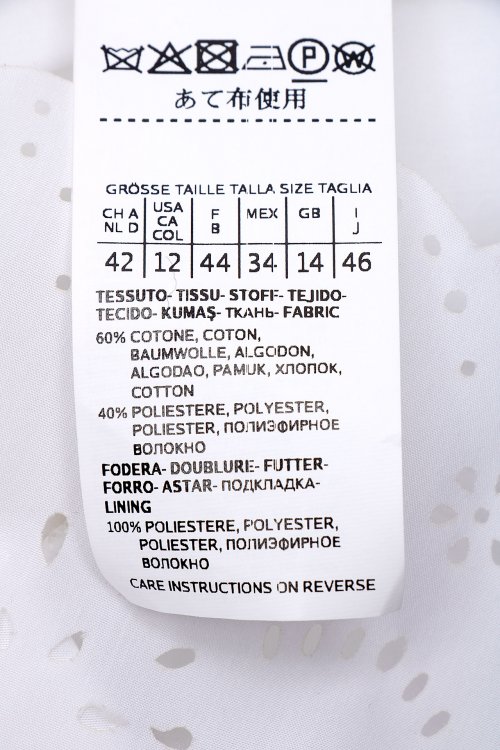 P
W
あて布使用
GRÖSSE TAILLE TALLA SIZE TAGLIA
CH A NL D
USA CA COL
F B
MEX
GB
I J
42 12 44 34 14 46
TESSUTO- TISSU- STOFF- TEJIDO-
TECIDO- KUMAŞ- ТКАНЬ- FABRIC
60% COTONE, COTON,
BAUMWOLLE, ALGODON,
ALGODAO, PAMUK, ХЛОПОК,
COTTON
40% POLIESTERE, POLYESTER,
POLIESTER, ПОЛИЭФИРНОЕ
ВОЛОКНО
FODERA- DOUBLURE- FUTTER-
FORRO- ASTAR- ПОДКЛАДКА-
LINING
100% POLIESTERE, POLYESTER,
POLIESTER, ПОЛИЭФИРНОЕ
ВОЛОКНО
CARE INSTRUCTIONS ON REVERSE